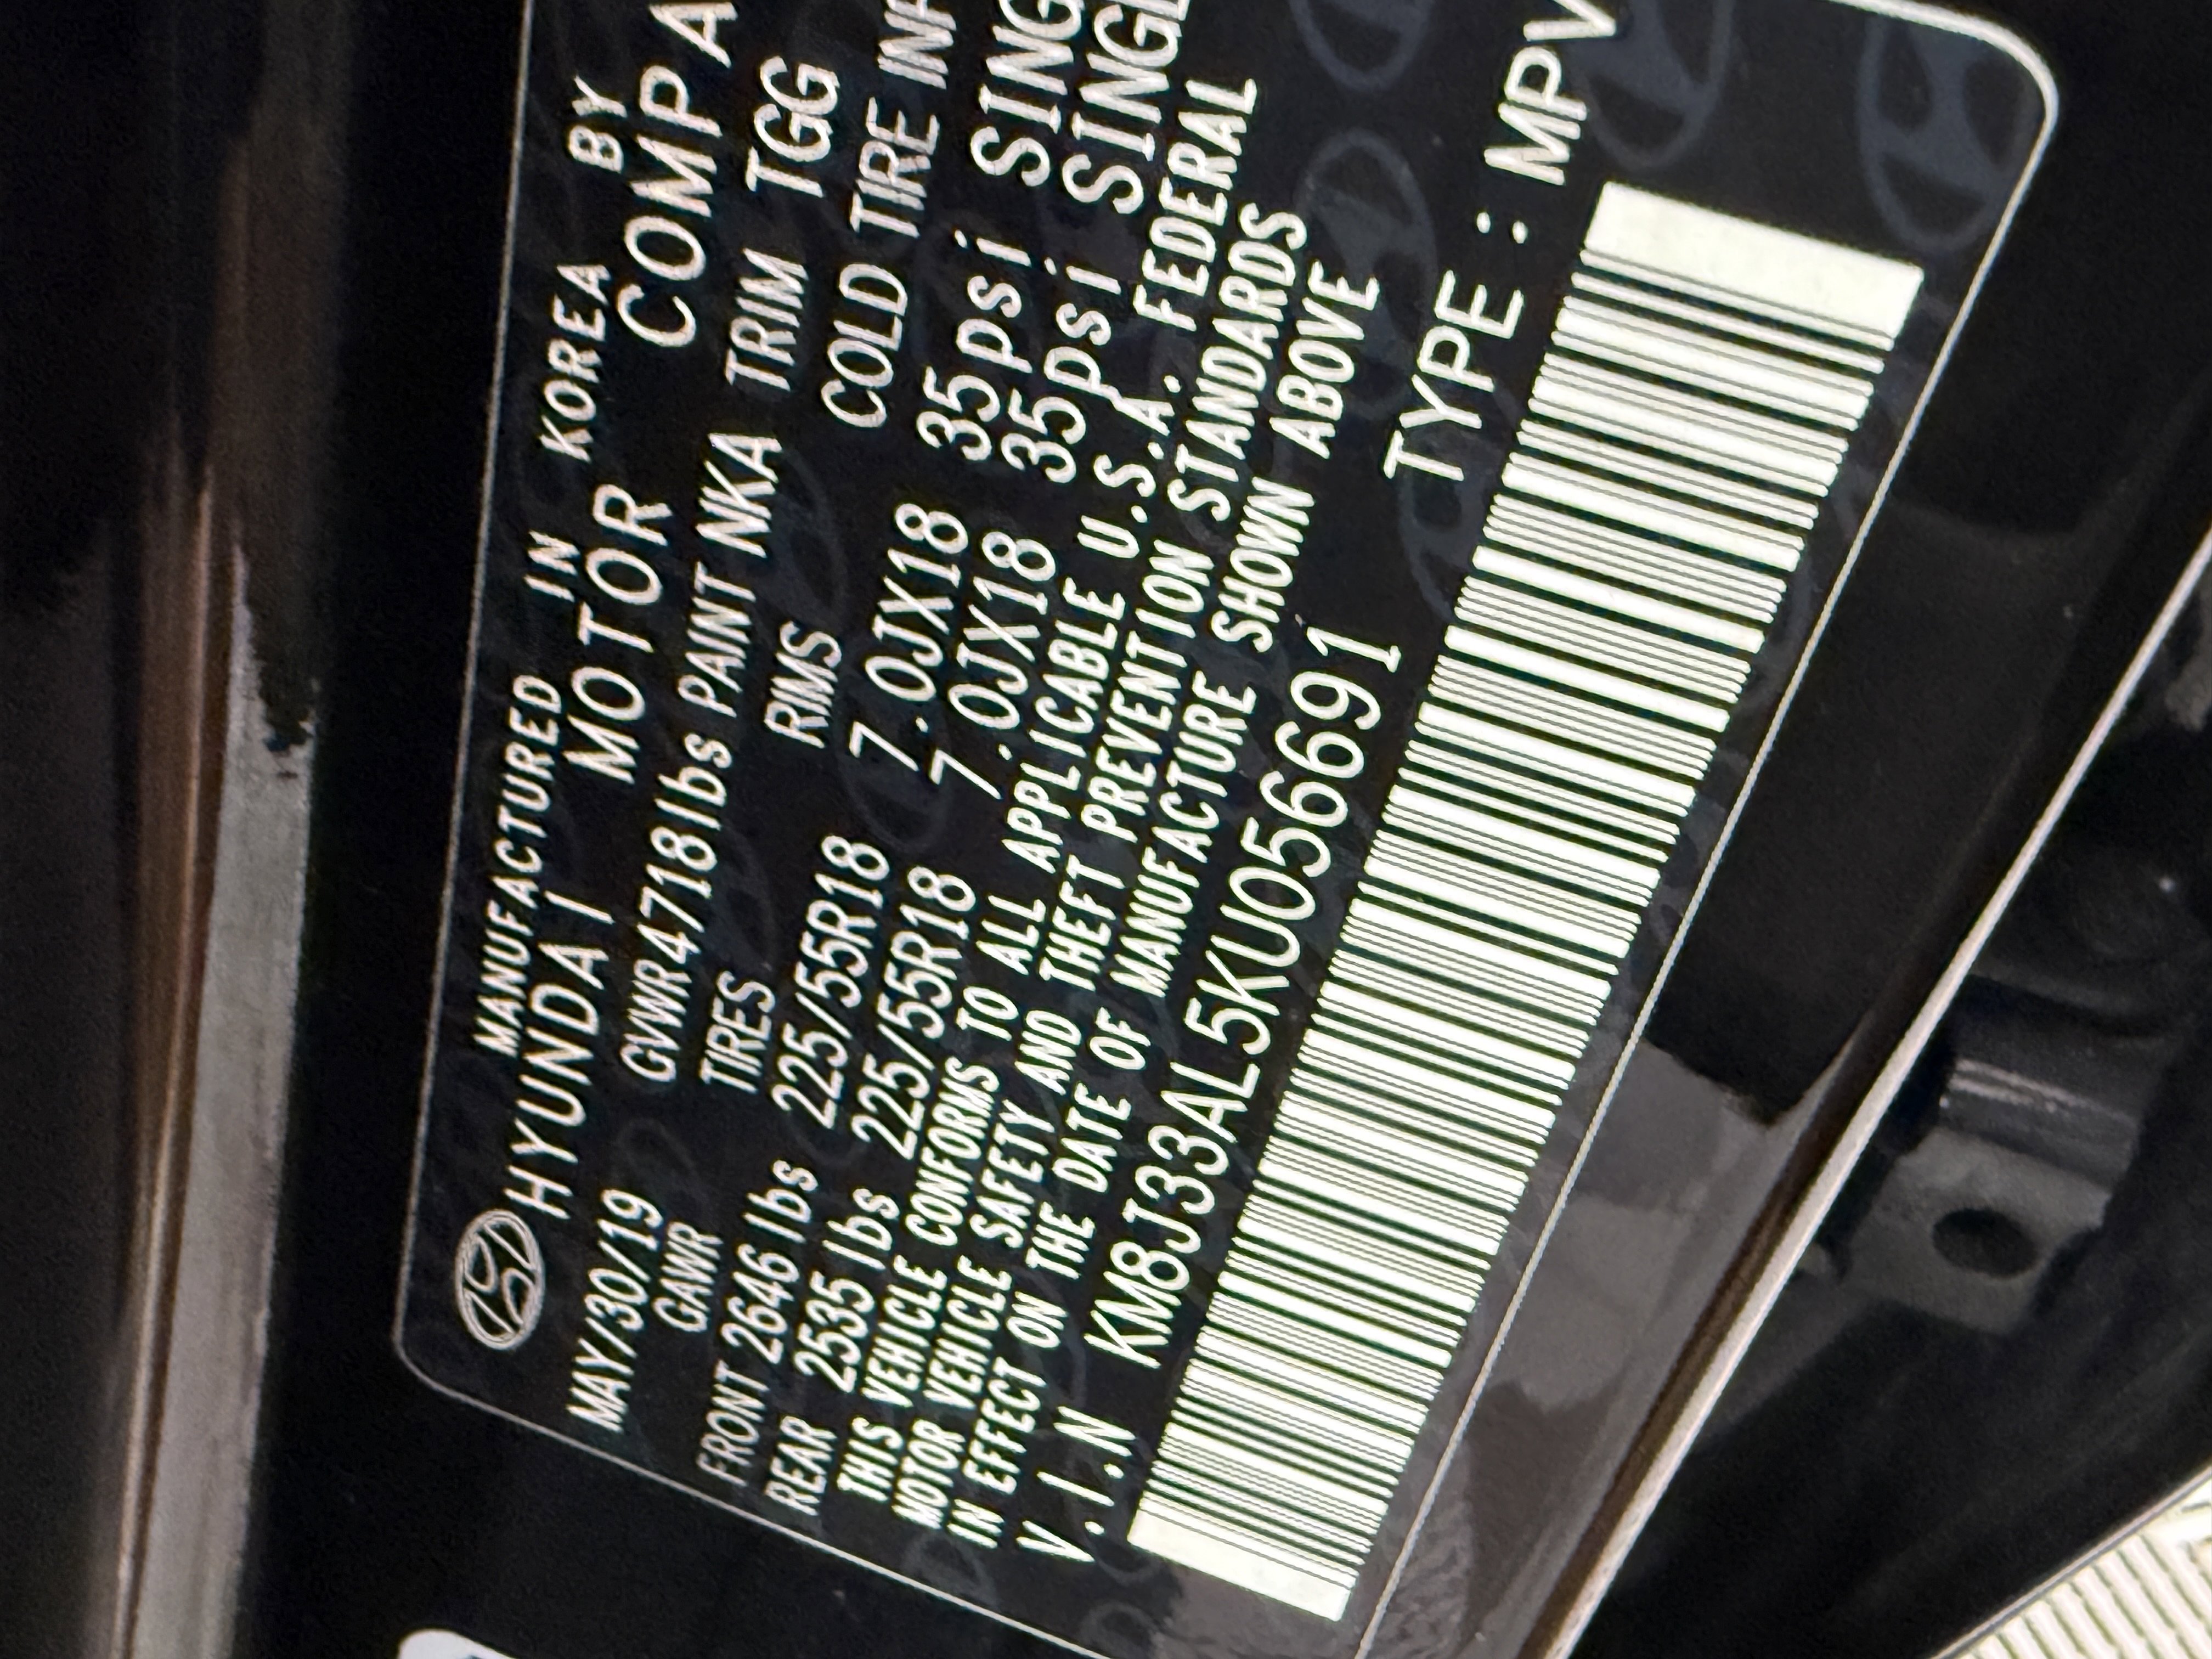 MANUFACTURED IN KOREA BY
HYUNDAI MOTOR COMPA
MAY/30/19 GVWR4718lbs PAINT NKA TRIM TGG
GAWR TIRES RIMS COLD TIRE INF
FRONT 2646 lbs 225/55R18 7.0JX18 35psi SING
REAR 2535 lbs 225/55R18 7.0JX18 35psi SINGL
THIS VEHICLE CONFORMS TO ALL APPLICABLE U.S.A. FEDERAL
MOTOR VEHICLE SAFETY AND THEFT PREVENTION STANDARDS
IN EFFECT ON THE DATE OF MANUFACTURE SHOWN ABOVE
V.I.N KM8J33AL5KU056691 TYPE : MPV